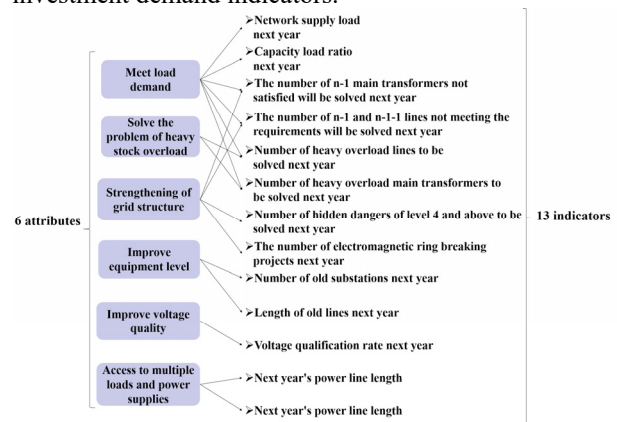 investment demand indicators.
➢Network supply load
next year
➢Capacity load ratio
next year
Meet load
demand
➢The number of n-1 main transformers not
satisfied will be solved next year
➢The number of n-1 and n-1-1 lines not meeting the
requirements will be solved next year
Solve the
problem of heavy
stock overload
➢Number of heavy overload lines to be
solved next year
➢Number of heavy overload main transformers to
be solved next year
Strengthening of
grid structure
6 attributes
➢Number of hidden dangers of level 4 and above to be
solved next year
13 indicators
➢The number of electromagnetic ring breaking
projects next year
Improve
equipment level
➢Number of old substations next year
➢Length of old lines next year
Improve voltage
quality
➢Voltage qualification rate next year
Access to multiple
loads and power
supplies
➢Next year's power line length
➢Next year's power line length